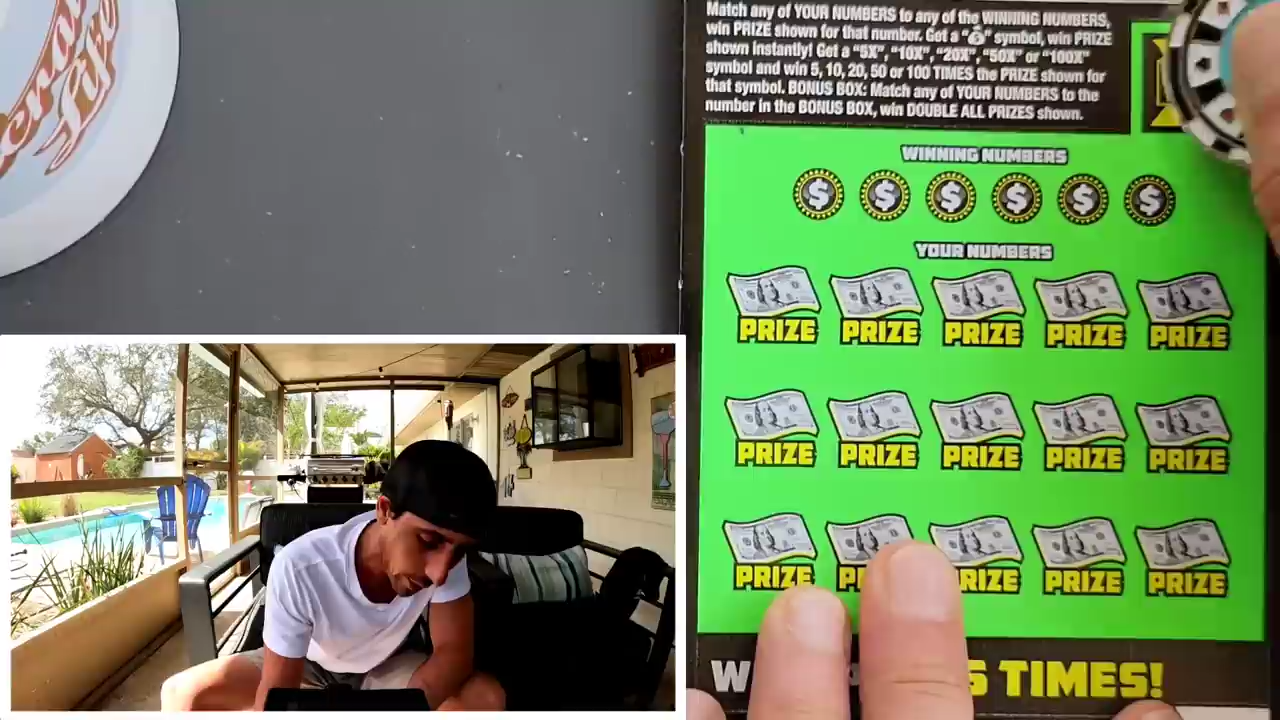 Match any of YOUR NUMBERS to any of the WINNING NUMBERS,
win PRIZE shown for that number. Get a “💰” symbol, win PRIZE
shown instantly! Get a “5X”, “10X”, “20X”, “50X” or “100X”
symbol and win 5, 10, 20, 50 or 100 TIMES the PRIZE shown for
that symbol. BONUS BOX: Match any of YOUR NUMBERS to the
number in the BONUS BOX, win DOUBLE ALL PRIZES shown.
WINNING NUMBERS
$ $ $ $ $ $
YOUR NUMBERS
PRIZE PRIZE PRIZE PRIZE PRIZE
PRIZE PRIZE PRIZE PRIZE PRIZE
PRIZE PRIZE PRIZE PRIZE
TIMES!
Life